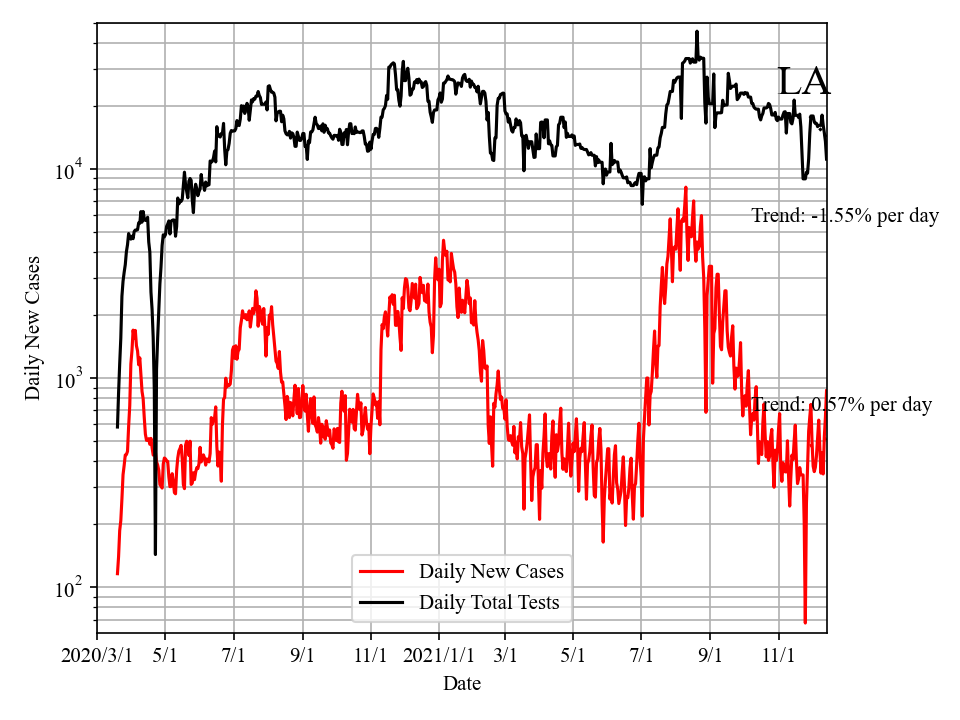 LA
10^4
Trend: -1.55% per day
Daily New Cases
10^3
Trend: 0.57% per day
10^2
Daily New Cases
Daily Total Tests
2020/3/1 5/1 7/1 9/1 11/1 2021/1/1 3/1 5/1 7/1 9/1 11/1
Date